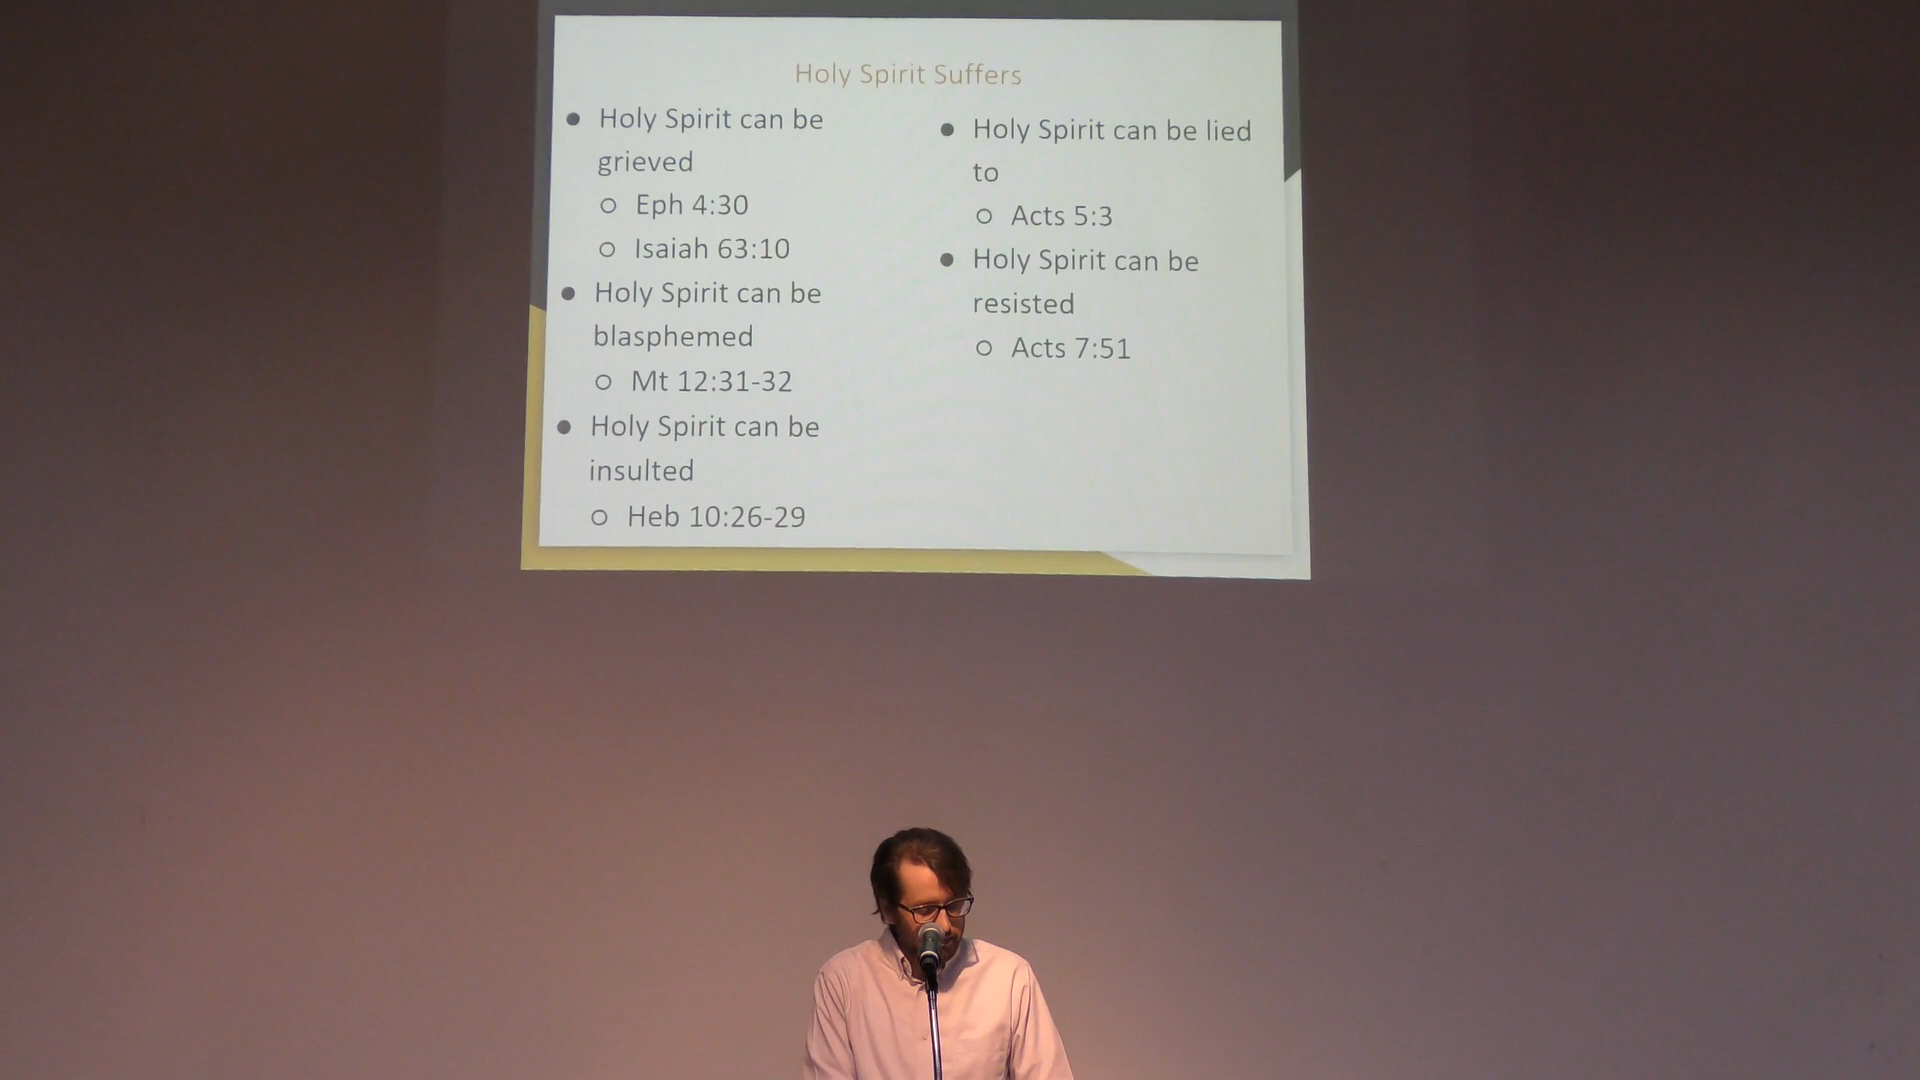 Holy Spirit Suffers
● Holy Spirit can be
grieved
○ Eph 4:30
○ Isaiah 63:10
● Holy Spirit can be
blasphemed
○ Mt 12:31-32
● Holy Spirit can be
insulted
○ Heb 10:26-29
● Holy Spirit can be lied
to
○ Acts 5:3
● Holy Spirit can be
resisted
○ Acts 7:51